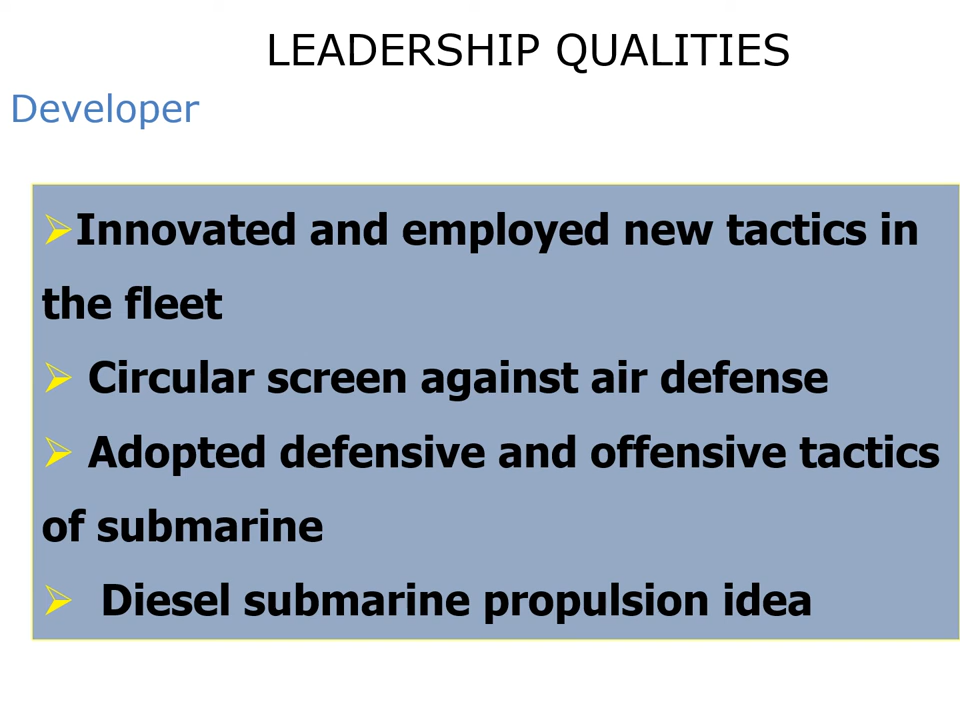 LEADERSHIP QUALITIES
Developer
➢Innovated and employed new tactics in
the fleet
➢ Circular screen against air defense
➢ Adopted defensive and offensive tactics
of submarine
➢ Diesel submarine propulsion idea